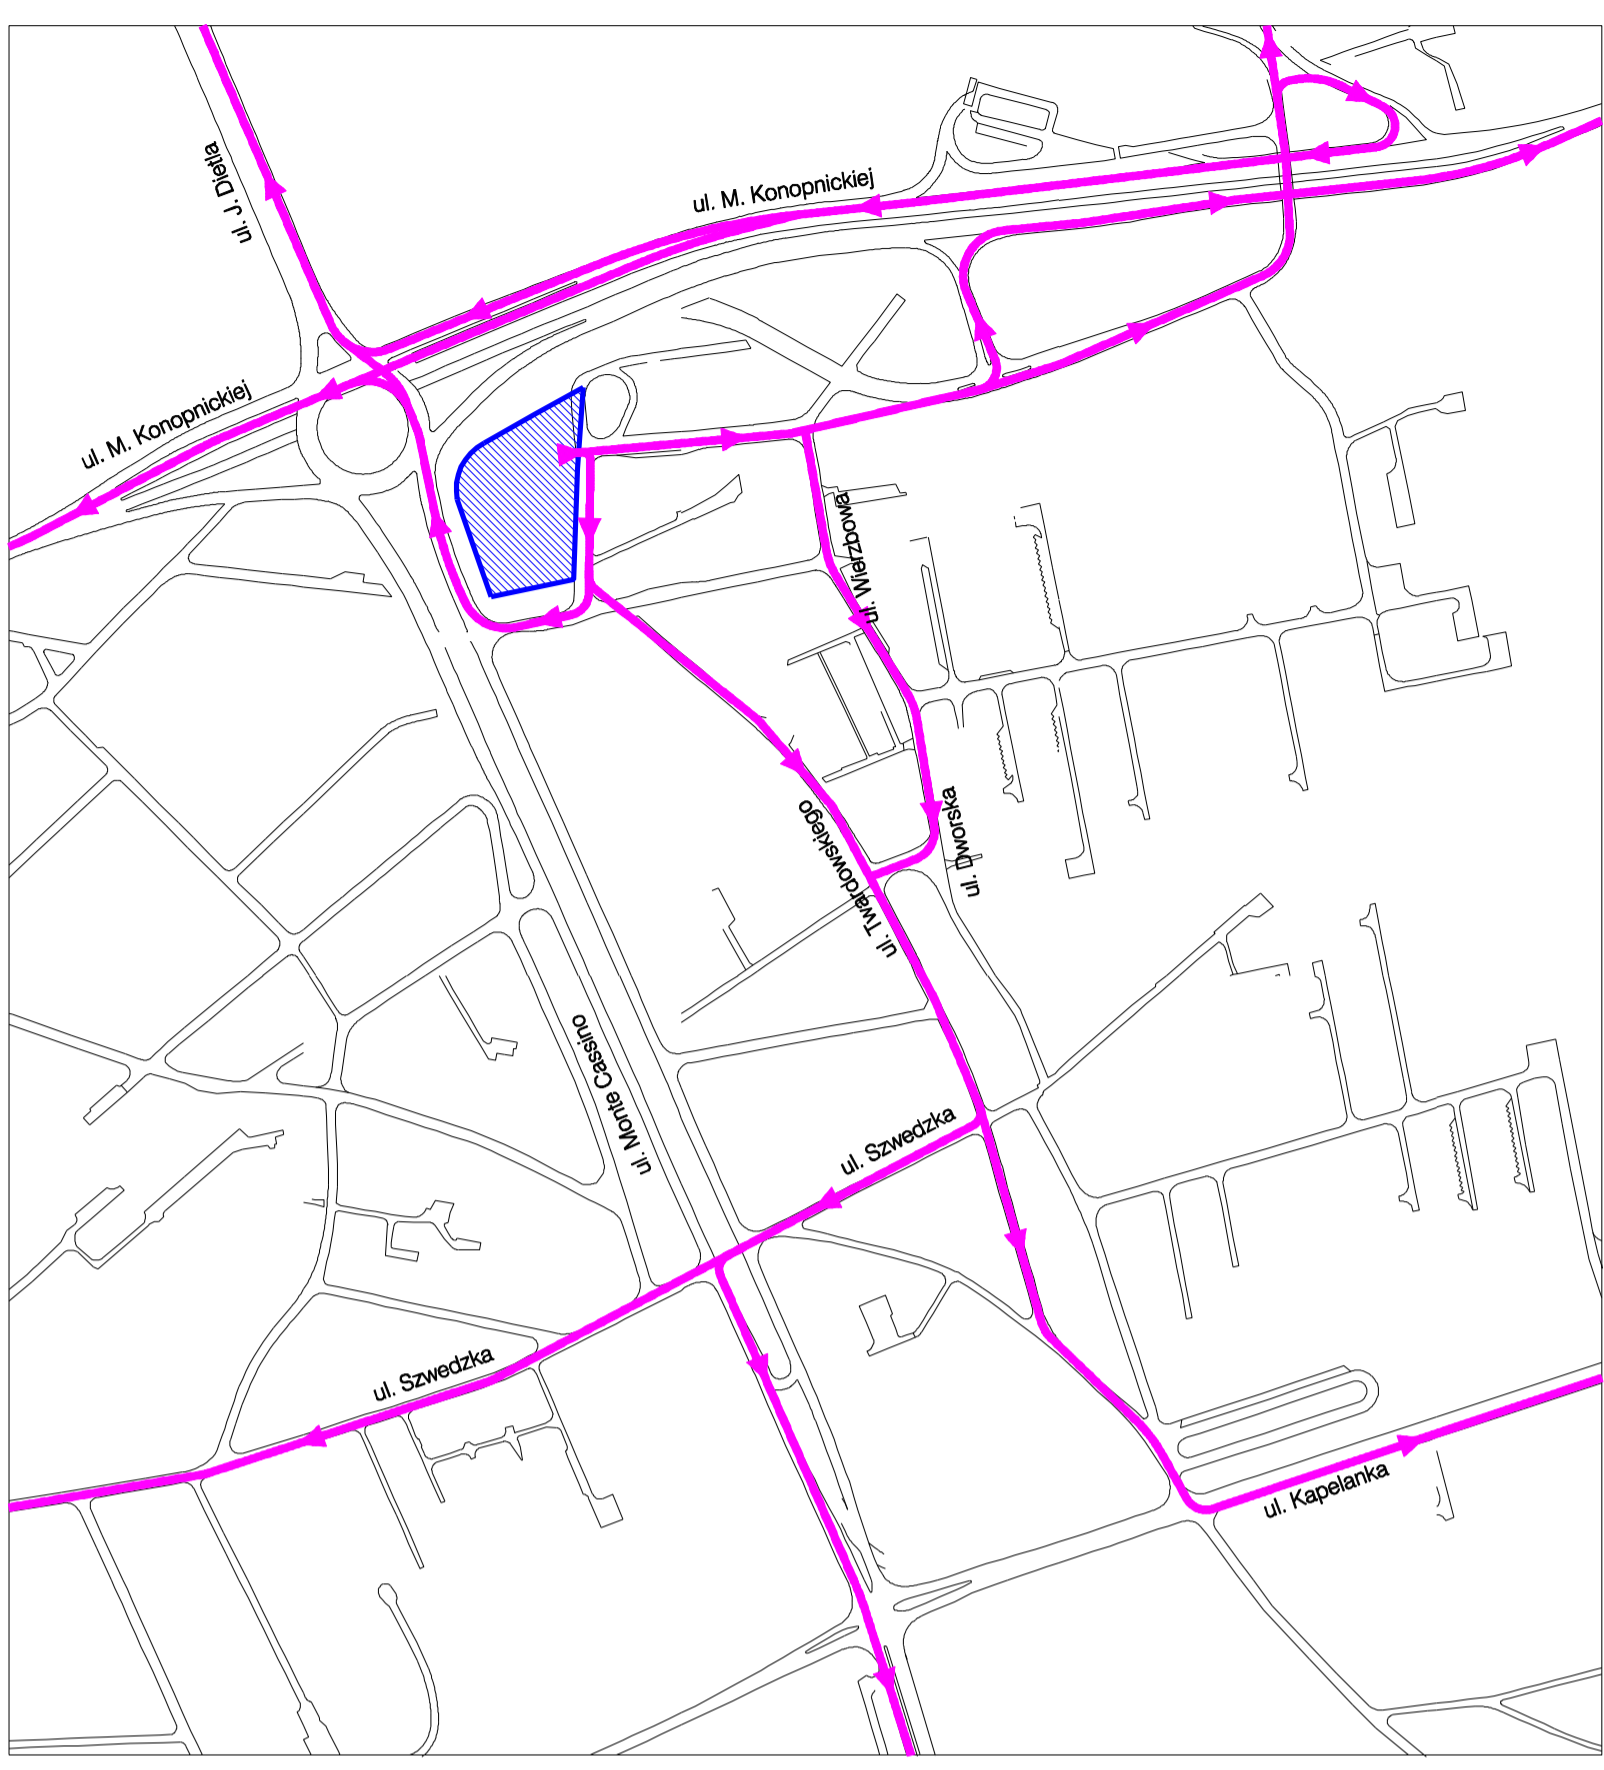 ul. J. Dietla
ul. M. Konopnickiej
ul. M. Konopnickiej
ul. Wierzbowa
ul. Twardowskiego
ul. Dworska
ul. Monte Cassino
ul. Szwedzka
ul. Szwedzka
ul. Kapelanka